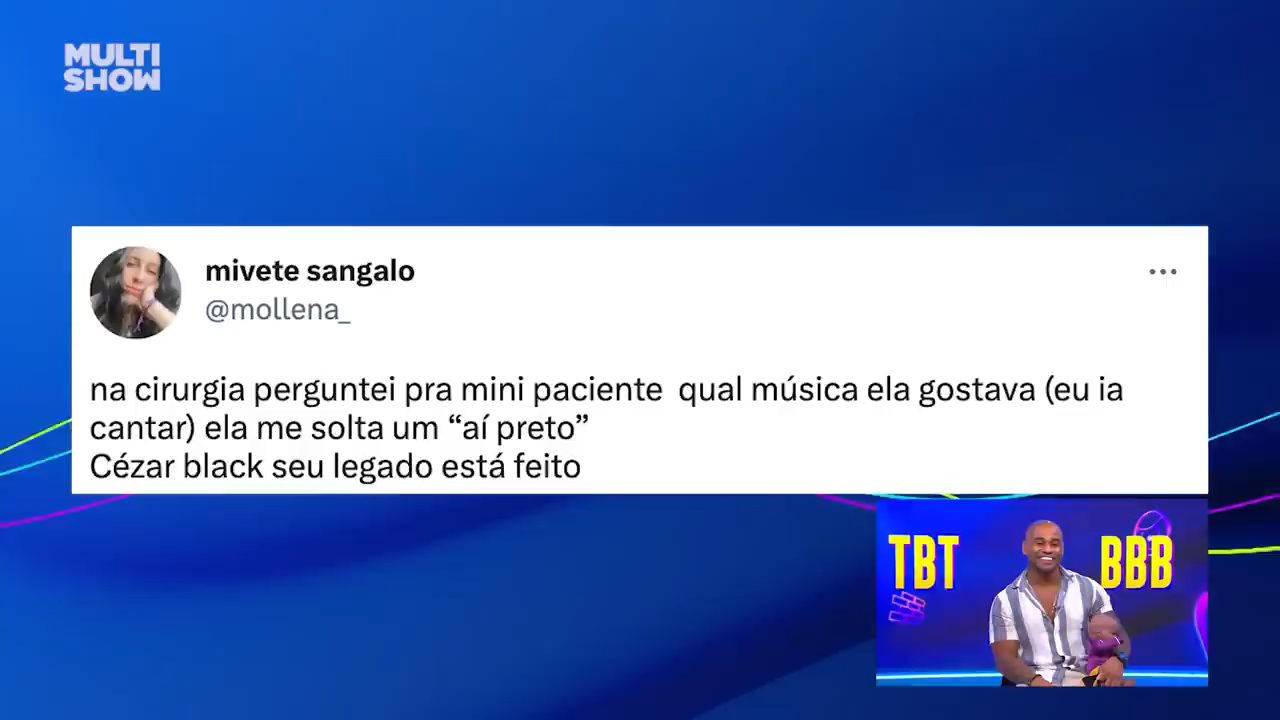 MULTI
SHOW
mivete sangalo
@mollena_
na cirurgia perguntei pra mini paciente  qual música ela gostava (eu ia
cantar) ela me solta um “aí preto”
Cézar black seu legado está feito
TBT BBB